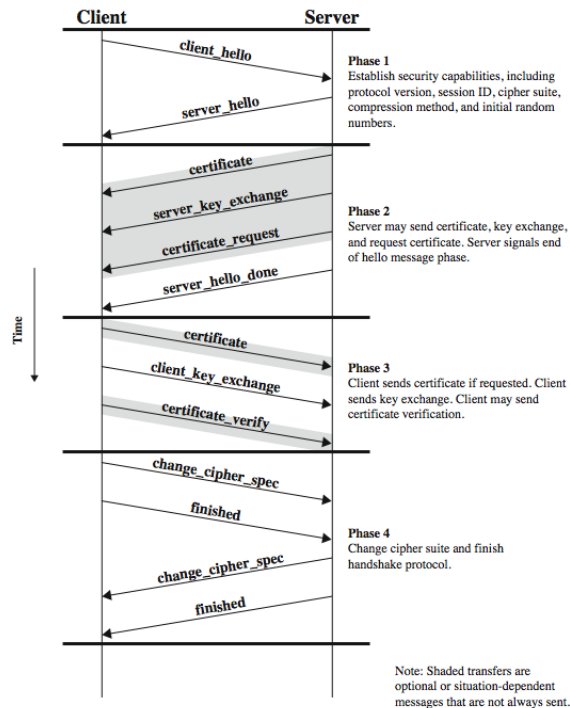 Client
Server
client_hello
server_hello
Phase 1
Establish security capabilities, including
protocol version, session ID, cipher suite,
compression method, and initial random
numbers.
certificate
server_key_exchange
certificate_request
server_hello_done
Phase 2
Server may send certificate, key exchange,
and request certificate. Server signals end
of hello message phase.
Time
certificate
client_key_exchange
certificate_verify
Phase 3
Client sends certificate if requested. Client
sends key exchange. Client may send
certificate verification.
change_cipher_spec
finished
change_cipher_spec
finished
Phase 4
Change cipher suite and finish
handshake protocol.
Note: Shaded transfers are
optional or situation-dependent
messages that are not always sent.